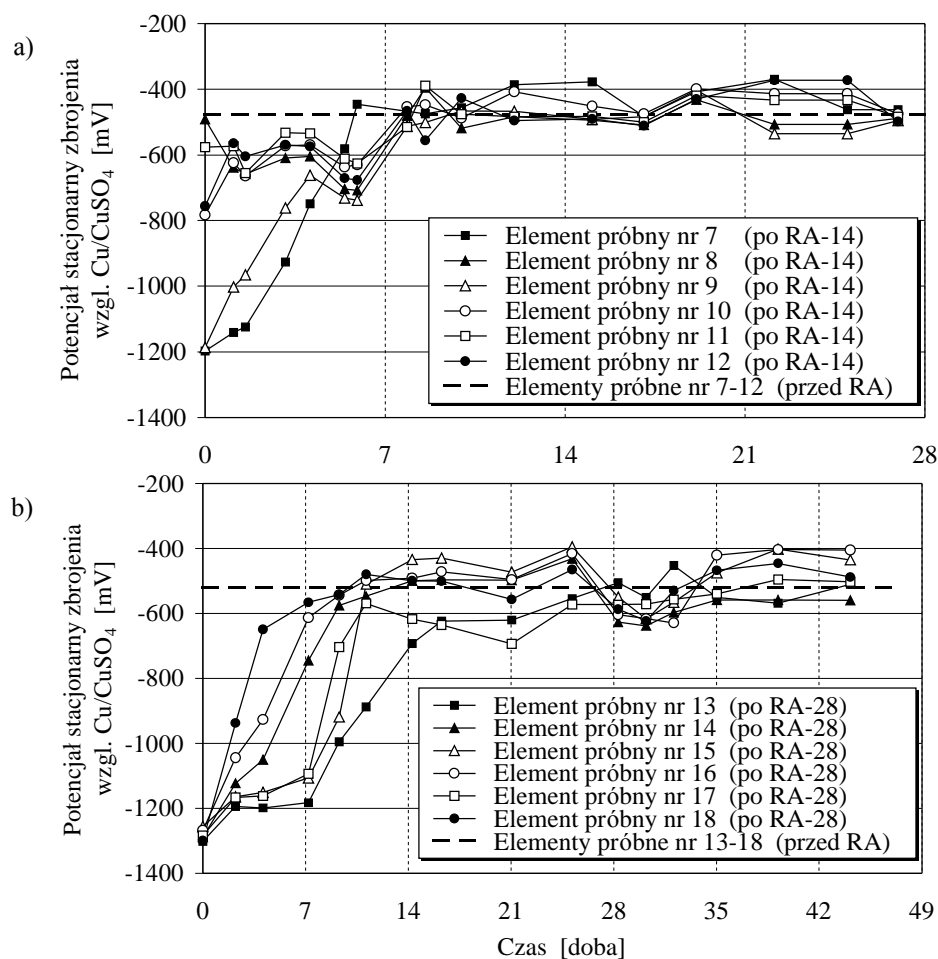 a)
Potencjał stacjonarny zbrojenia
wzgl. Cu/CuSO4 [mV]
-200
-400
-600
-800
-1000
-1200
-1400
Element próbny nr 7 (po RA-14)
Element próbny nr 8 (po RA-14)
Element próbny nr 9 (po RA-14)
Element próbny nr 10 (po RA-14)
Element próbny nr 11 (po RA-14)
Element próbny nr 12 (po RA-14)
Elementy próbne nr 7-12 (przed RA)
0 7 14 21 28
b)
Potencjał stacjonarny zbrojenia
wzgl. Cu/CuSO4 [mV]
-200
-400
-600
-800
-1000
-1200
-1400
Element próbny nr 13 (po RA-28)
Element próbny nr 14 (po RA-28)
Element próbny nr 15 (po RA-28)
Element próbny nr 16 (po RA-28)
Element próbny nr 17 (po RA-28)
Element próbny nr 18 (po RA-28)
Elementy próbne nr 13-18 (przed RA)
0 7 14 21 28 35 42 49
Czas [doba]